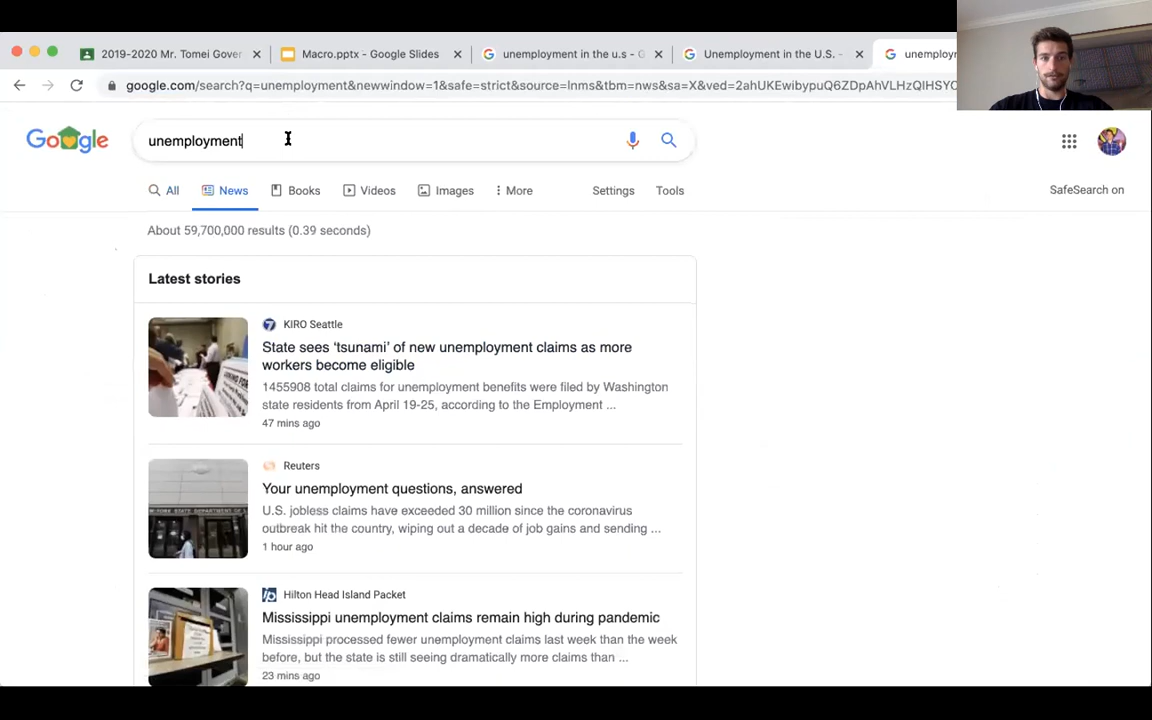 2019-2020 Mr. Tomei Gover
Macro.pptx - Google Slides
unemployment in the u.s - G
Unemployment in the U.S. -
unemploym
google.com/search?q=unemployment&newwindow=1&safe=strict&source=lnms&tbm=nws&sa=X&ved=2ahUKEwibypuQ6ZDpAhVLHzQIHSYC
Google
unemployment
All
News
Books
Videos
Images
More
Settings
Tools
SafeSearch on
About 59,700,000 results (0.39 seconds)
Latest stories
KIRO Seattle
State sees ‘tsunami’ of new unemployment claims as more
workers become eligible
1455908 total claims for unemployment benefits were filed by Washington
state residents from April 19-25, according to the Employment ...
47 mins ago
Reuters
Your unemployment questions, answered
U.S. jobless claims have exceeded 30 million since the coronavirus
outbreak hit the country, wiping out a decade of job gains and sending ...
1 hour ago
Hilton Head Island Packet
Mississippi unemployment claims remain high during pandemic
Mississippi processed fewer unemployment claims last week than the week
before, but the state is still seeing dramatically more claims than ...
23 mins ago